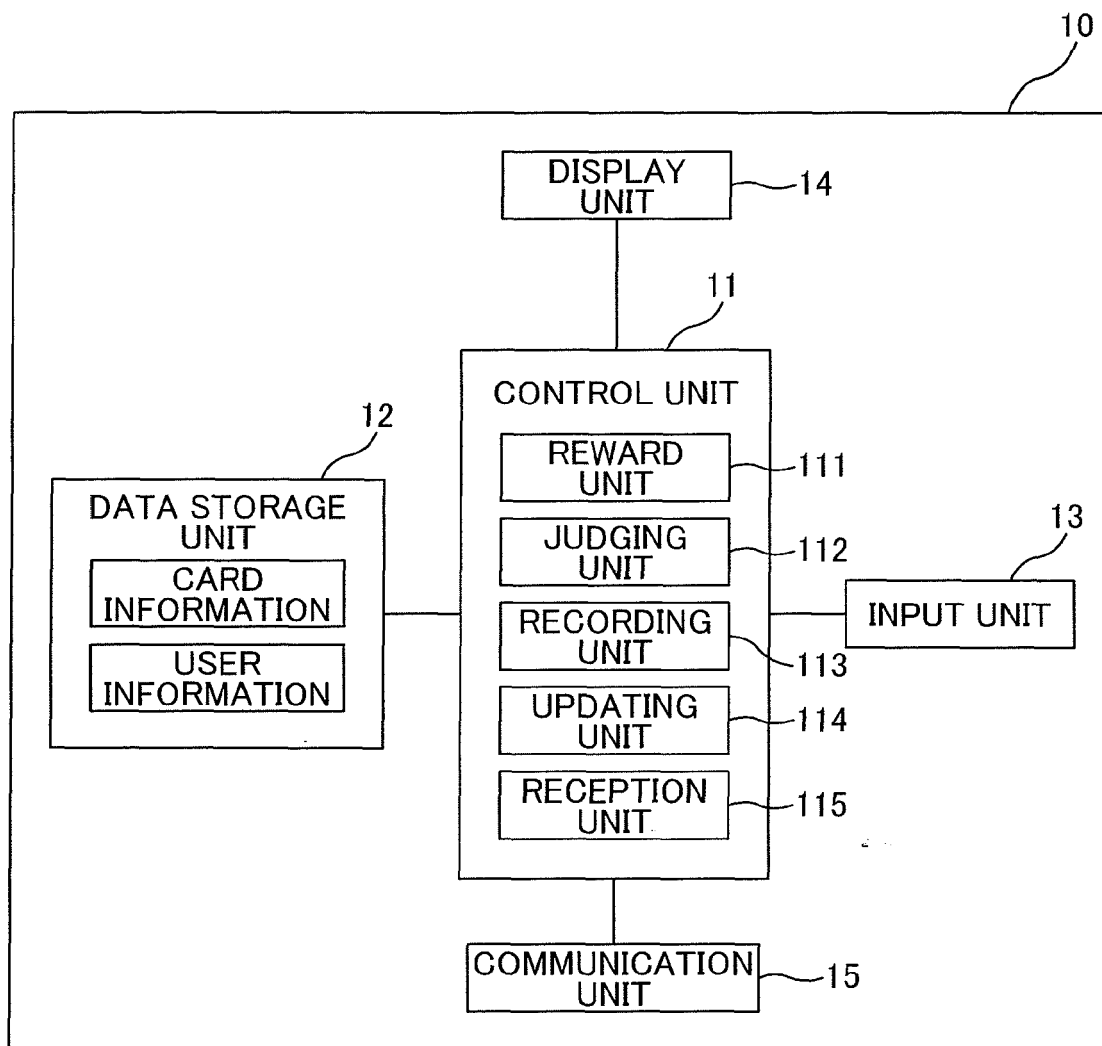 10
DISPLAY
UNIT
14
11
CONTROL UNIT
REWARD
UNIT
111
JUDGING
UNIT
112
RECORDING
UNIT
113
UPDATING
UNIT
114
RECEPTION
UNIT
115
12
DATA STORAGE
UNIT
CARD
INFORMATION
USER
INFORMATION
13
INPUT UNIT
COMMUNICATION
UNIT
15